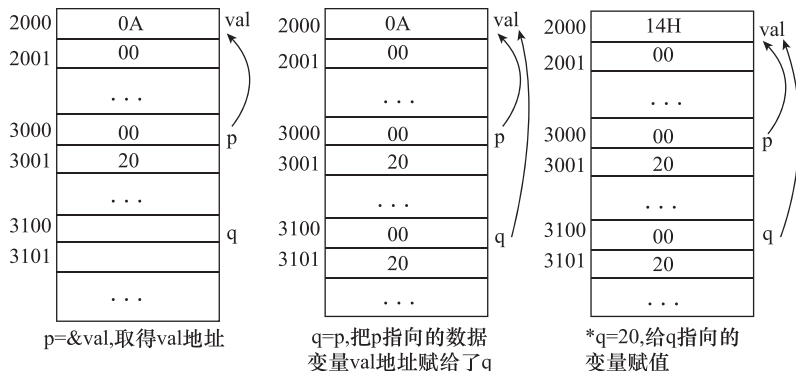 2000 0A val
2001 00
...
3000 00 p
3001 20
...
3100 q
3101
...
p=&val,取得val地址
2000 0A val
2001 00
...
3000 00 p
3001 20
...
3100 00 q
3101 20
...
q=p,把p指向的数据
变量val地址赋给了q
2000 14H val
2001 00
...
3000 00 p
3001 20
...
3100 00 q
3101 20
...
*q=20,给q指向的
变量赋值